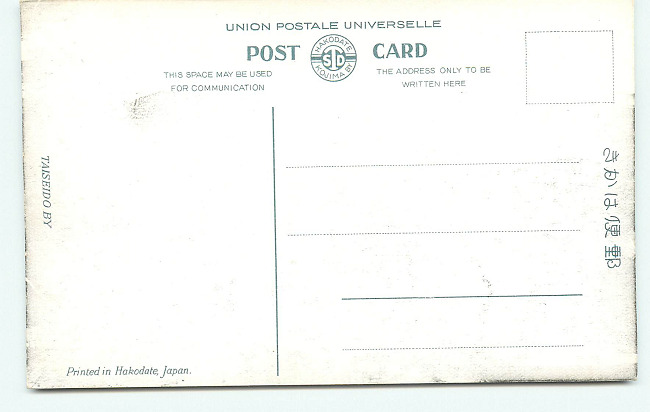 UNION POSTALE UNIVERSELLE
POST CARD
HAKODATE
STD
KOJIMA BY
THIS SPACE MAY BE USED
FOR COMMUNICATION
THE ADDRESS ONLY TO BE
WRITTEN HERE
TAISEIDO BY
きかは便郵
Printed in Hakodate, Japan.